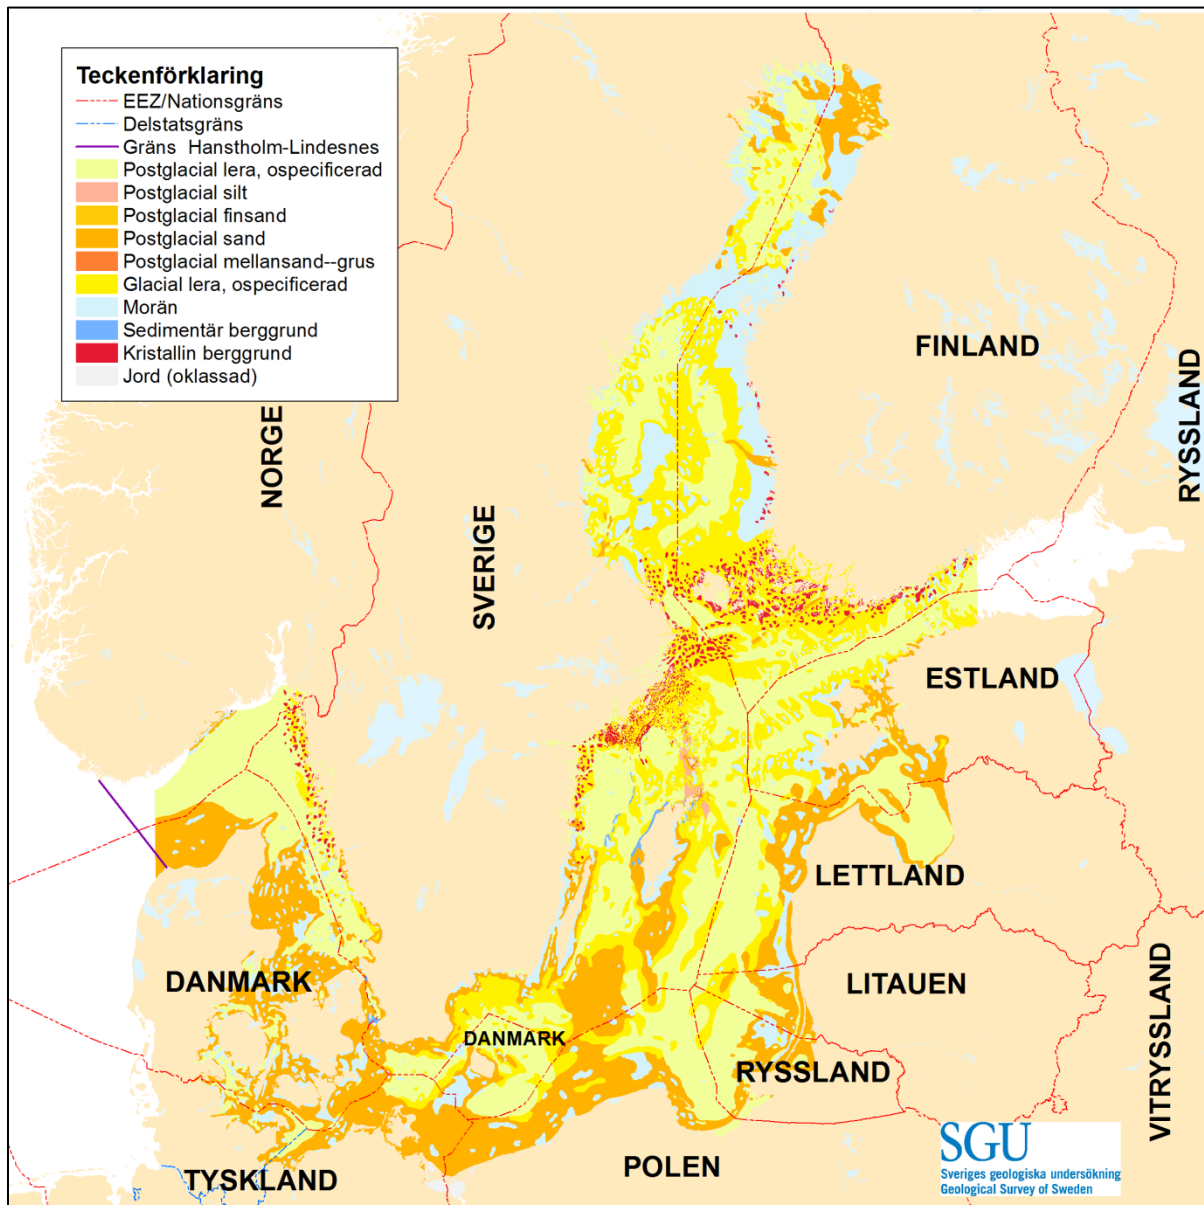 Teckenförklaring
EEZ/Nationsgräns
Delstatsgräns
Gräns Hanstholm-Lindesnes
Postglacial lera, ospecificerad
Postglacial silt
Postglacial finsand
Postglacial sand
Postglacial mellansand--grus
Glacial lera, ospecificerad
Morän
Sedimentär berggrund
Kristallin berggrund
Jord (oklassad)
FINLAND
RYSSLAND
NORGE
SVERIGE
ESTLAND
LETTLAND
DANMARK
LITAUEN
VITRYSSLAND
DANMARK
RYSSLAND
POLEN
TYSKLAND
SGU
Sveriges geologiska undersökning
Geological Survey of Sweden